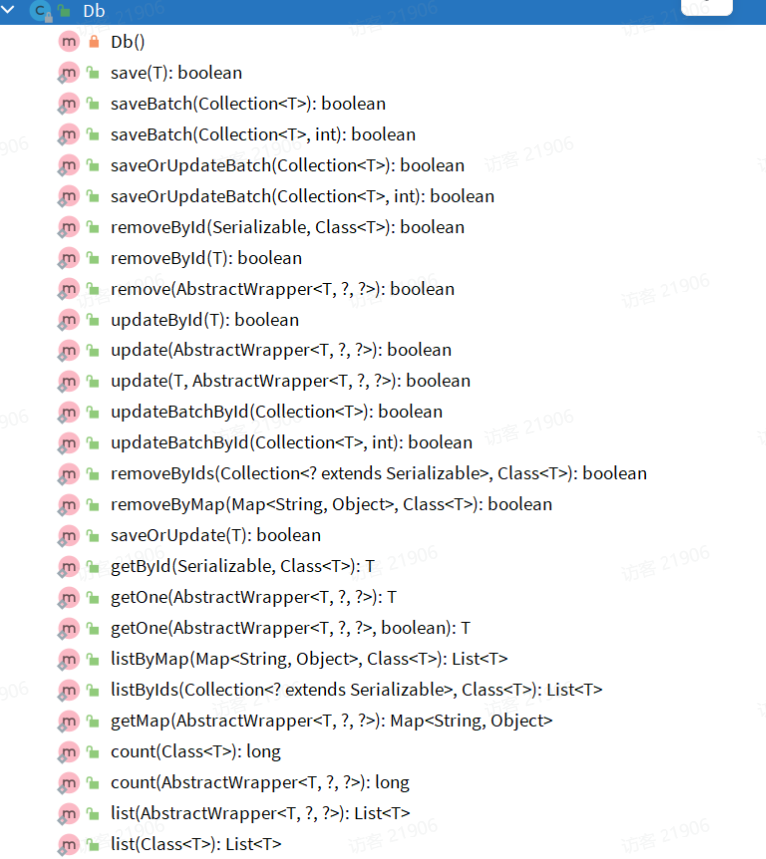 Db
Db()
save(T): boolean
saveBatch(Collection<T>): boolean
saveBatch(Collection<T>, int): boolean
saveOrUpdateBatch(Collection<T>): boolean
saveOrUpdateBatch(Collection<T>, int): boolean
removeById(Serializable, Class<T>): boolean
removeById(T): boolean
remove(AbstractWrapper<T, ?, ?>): boolean
updateById(T): boolean
update(AbstractWrapper<T, ?, ?>): boolean
update(T, AbstractWrapper<T, ?, ?>): boolean
updateBatchById(Collection<T>): boolean
updateBatchById(Collection<T>, int): boolean
removeByIds(Collection<? extends Serializable>, Class<T>): boolean
removeByMap(Map<String, Object>, Class<T>): boolean
saveOrUpdate(T): boolean
getById(Serializable, Class<T>): T
getOne(AbstractWrapper<T, ?, ?>): T
getOne(AbstractWrapper<T, ?, ?>, boolean): T
listByMap(Map<String, Object>, Class<T>): List<T>
listByIds(Collection<? extends Serializable>, Class<T>): List<T>
getMap(AbstractWrapper<T, ?, ?>): Map<String, Object>
count(Class<T>): long
count(AbstractWrapper<T, ?, ?>): long
list(AbstractWrapper<T, ?, ?>): List<T>
list(Class<T>): List<T>
访客 21906